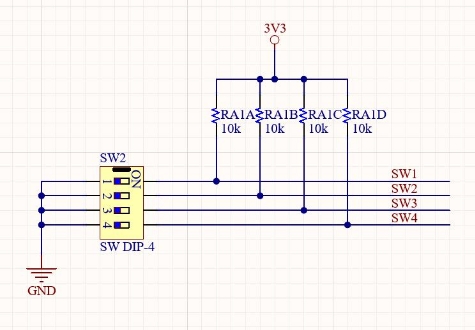 3V3
RA1A RA1B RA1C RA1D
10k 10k 10k 10k
SW2
ON
1
2
3
4
SW1
SW2
SW3
SW4
SW DIP-4
GND